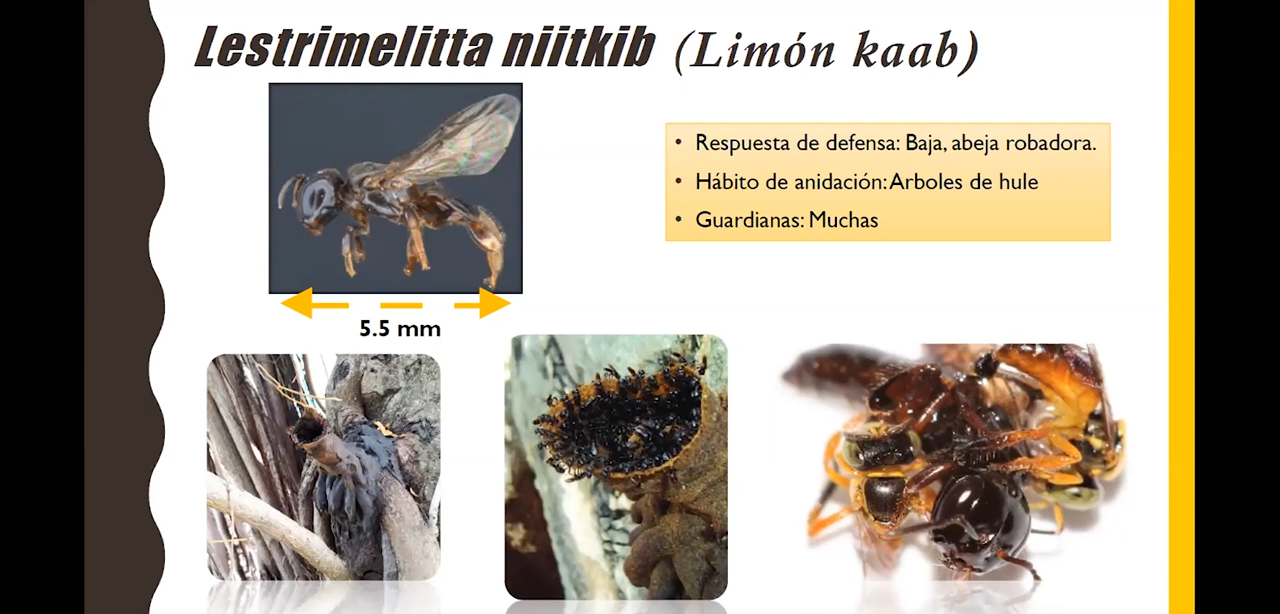 Lestrimelitta niitkib (Limón kaab)
• Respuesta de defensa: Baja, abeja robadora.
• Hábito de anidación: Arboles de hule
• Guardianas: Muchas
5.5 mm